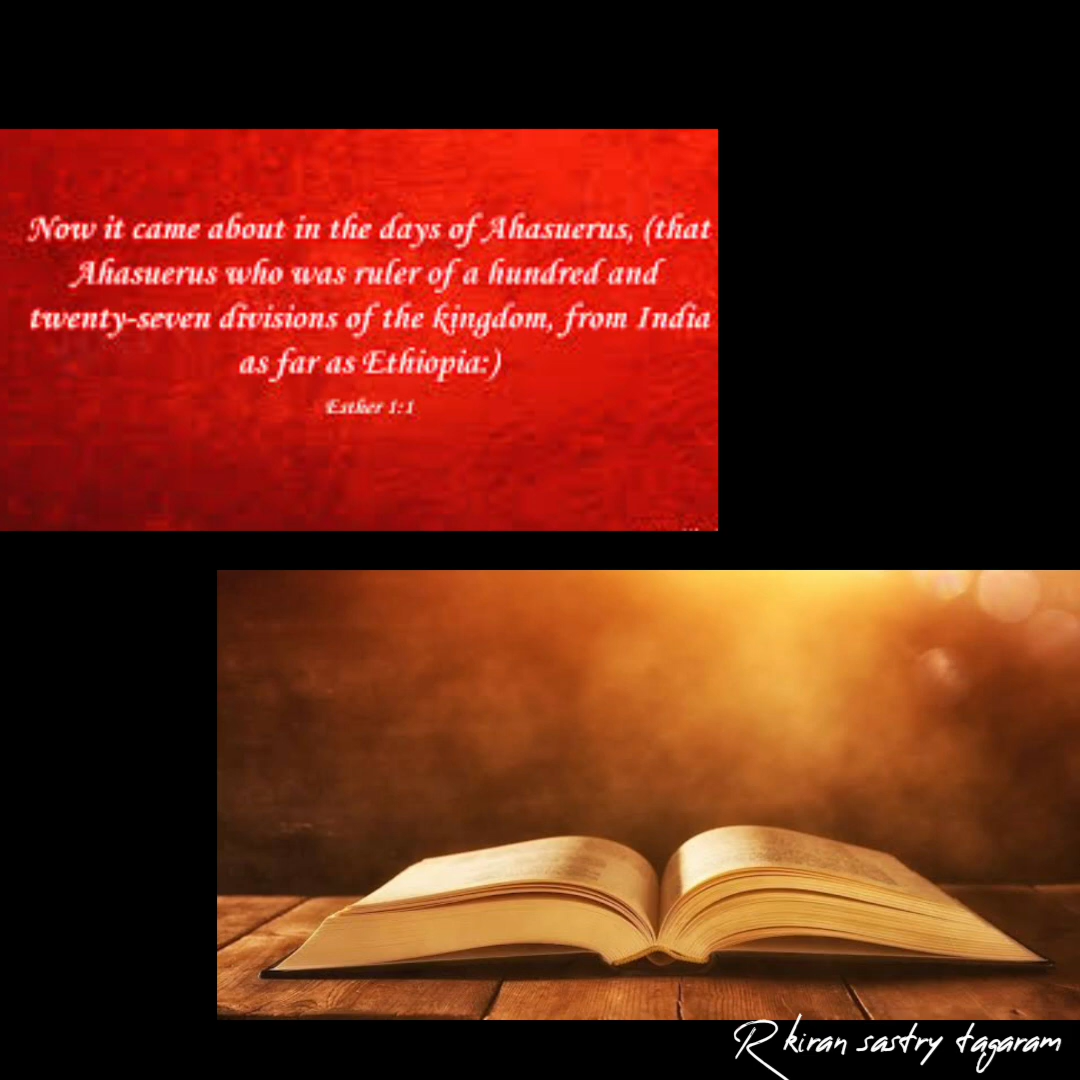 Now it came about in the days of Ahasuerus, (that
Ahasuerus who was ruler of a hundred and
twenty-seven divisions of the kingdom, from India
as far as Ethiopia:)
Esther 1:1
R kiran sastry tagaram